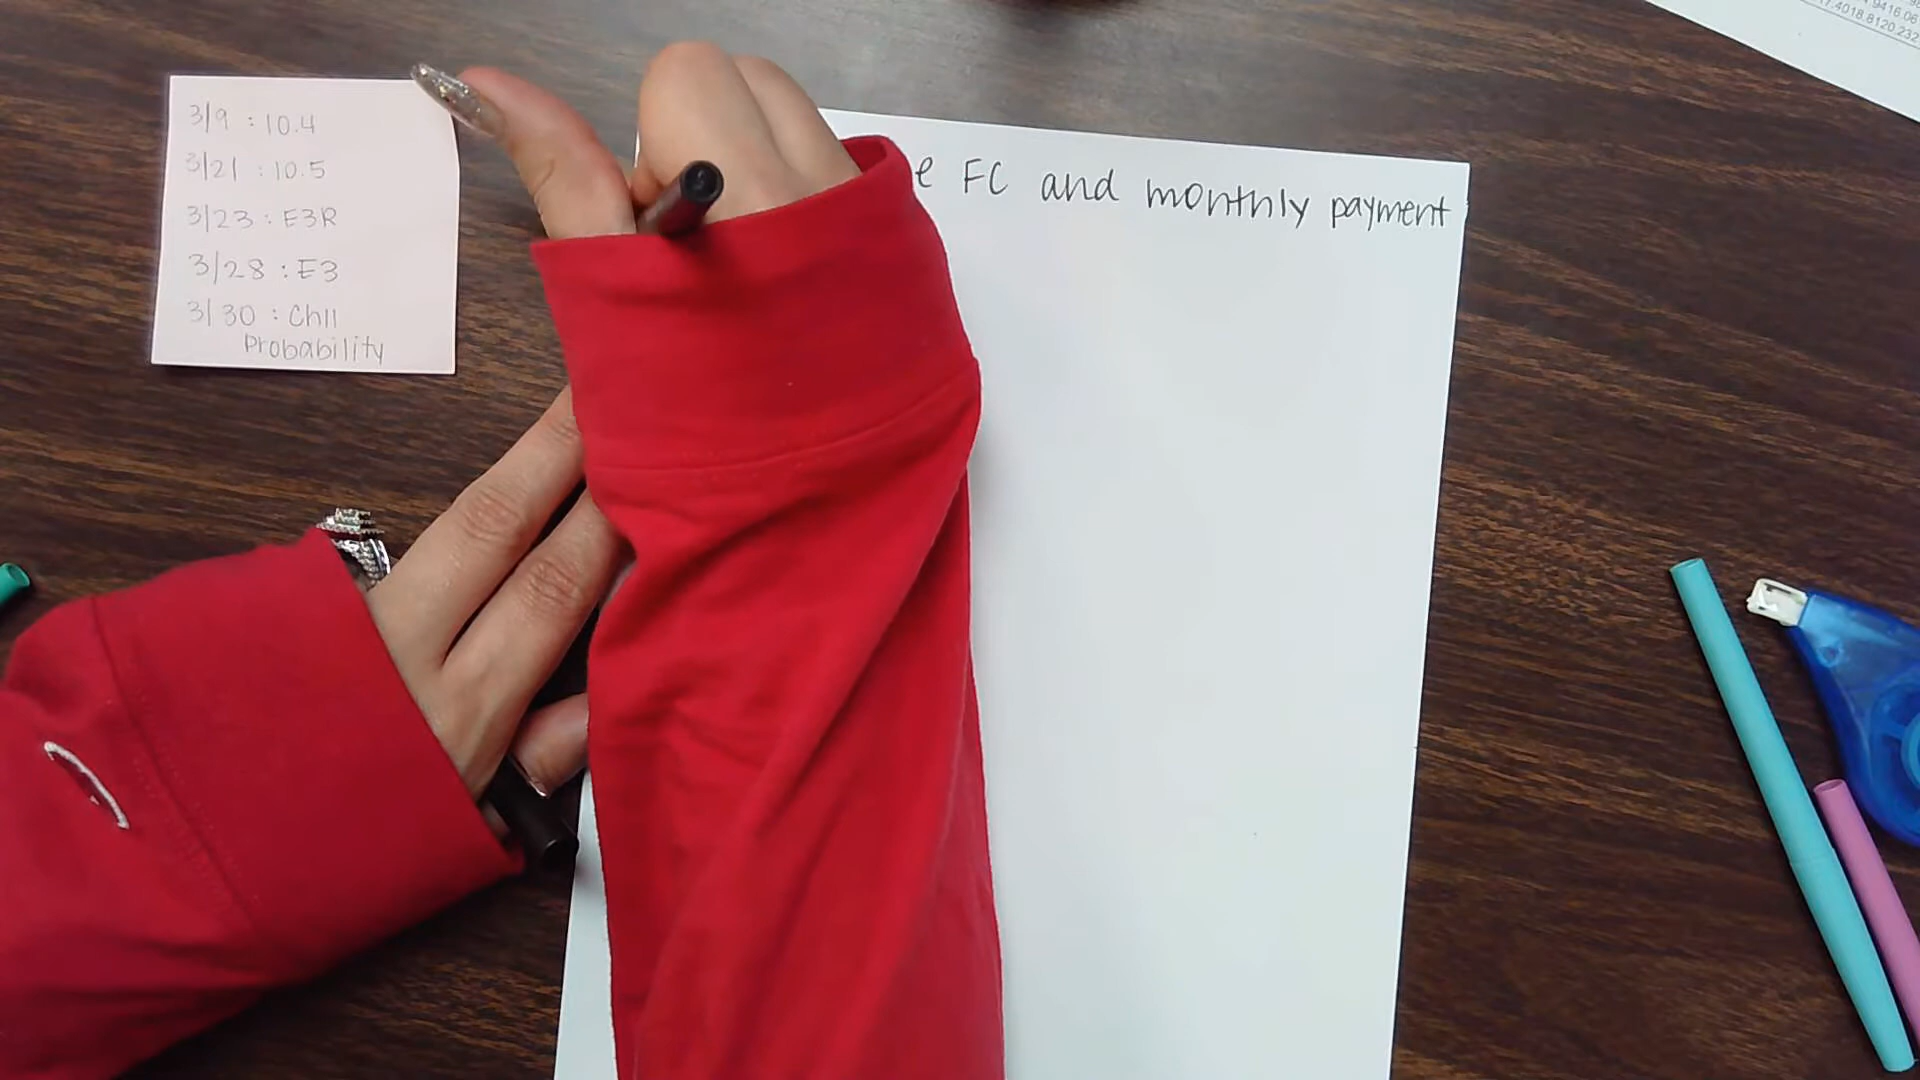 3/9 : 10.4
3/21 : 10.5
3/23 : E3R
3/28 : E3
3/30 : Ch11
Probability
e FC and monthly payment